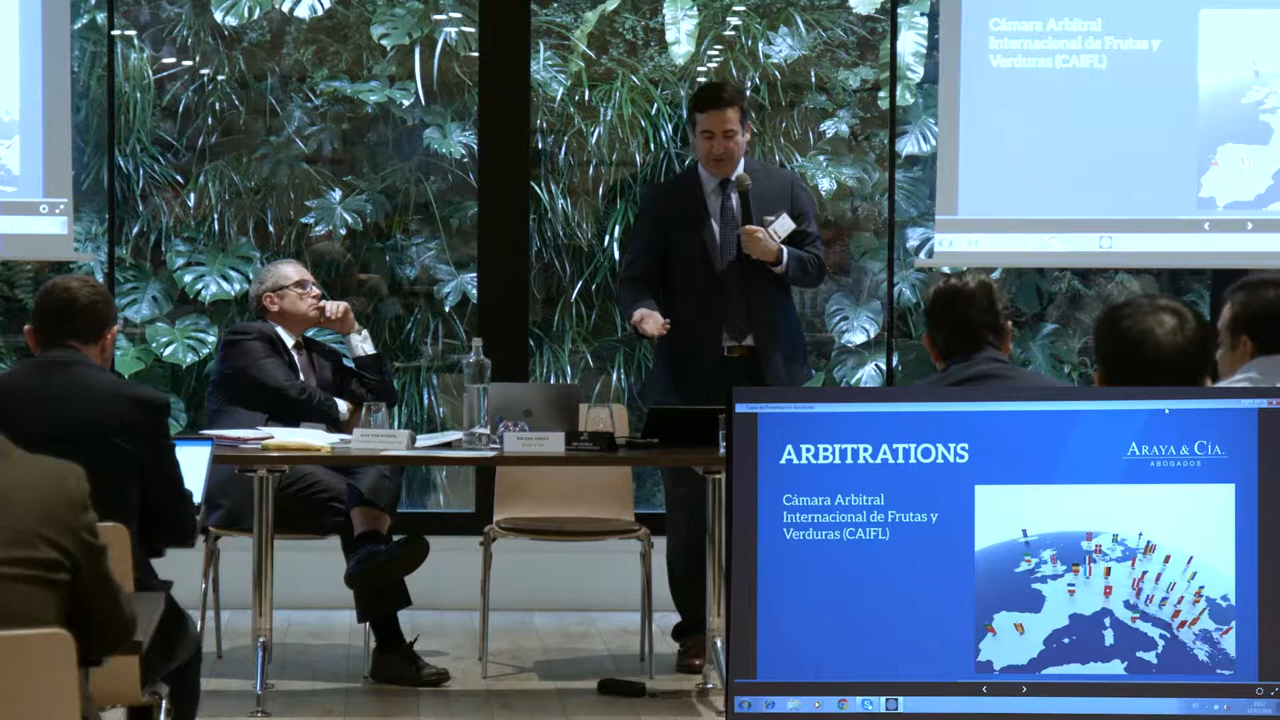 Cámara Arbitral
Internacional de Frutas y
Verduras (CAIFL)
ARBITRATIONS
ARAYA & CÍA.
ABOGADOS
Cámara Arbitral
Internacional de Frutas y
Verduras (CAIFL)